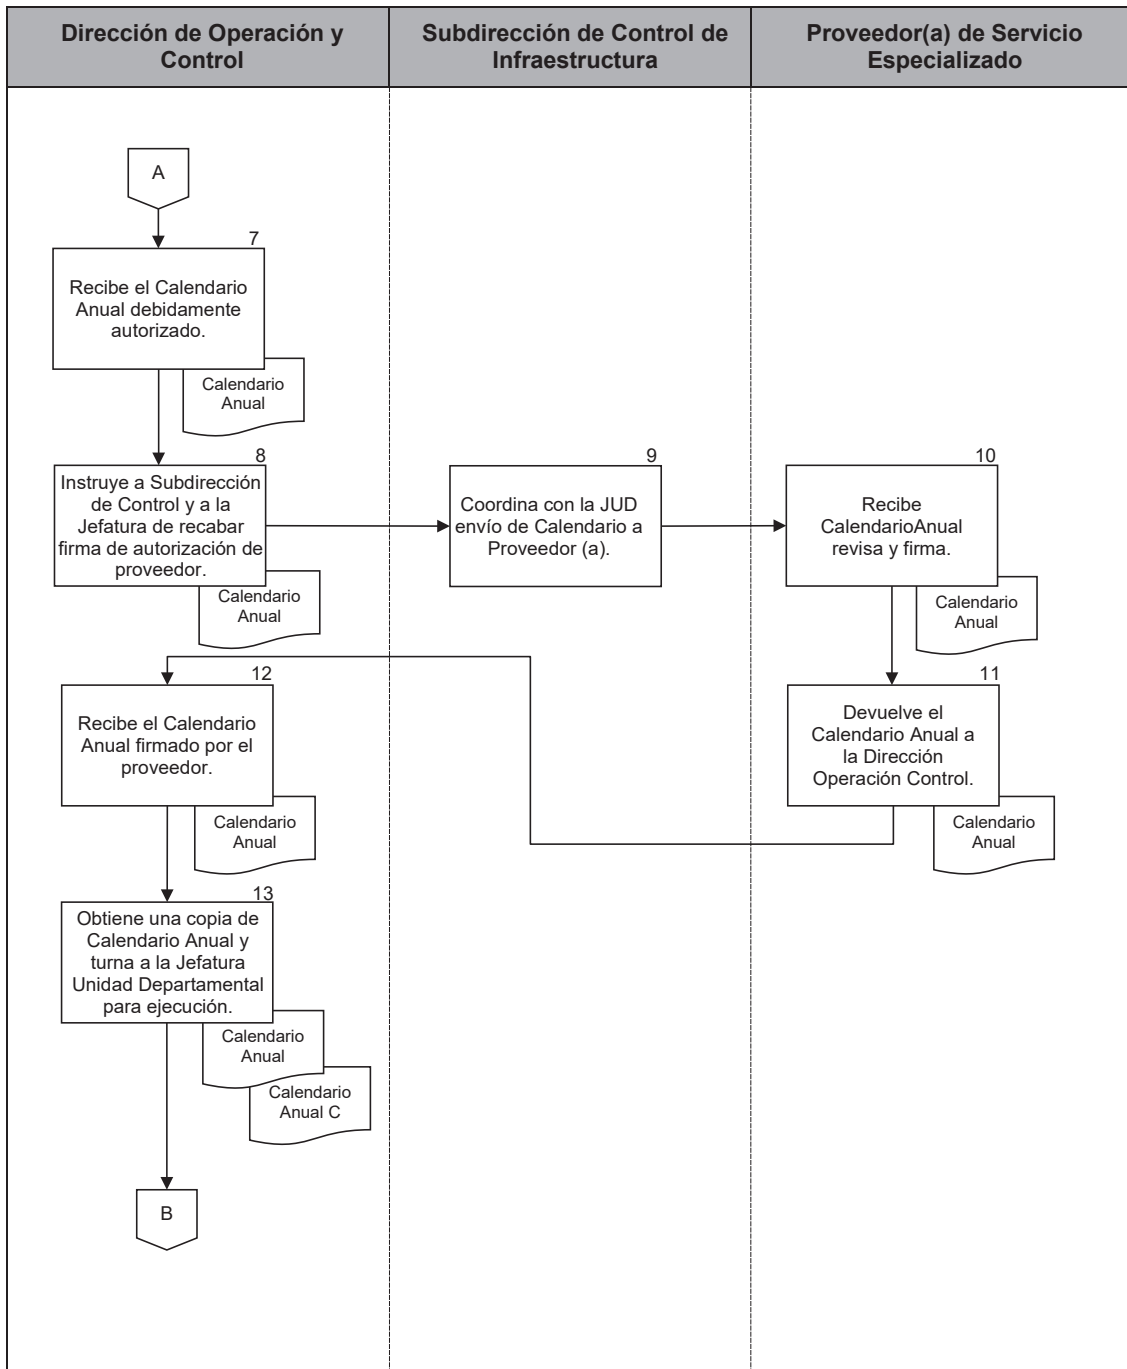 Dirección de Operación y
Control
Subdirección de Control de
Infraestructura
Proveedor(a) de Servicio
Especializado
A
7
Recibe el Calendario
Anual debidamente
autorizado.
Calendario
Anual
8
Instruye a Subdirección
de Control y a la
Jefatura de recabar
firma de autorización de
proveedor.
Calendario
Anual
9
Coordina con la JUD
envío de Calendario a
Proveedor (a).
10
Recibe
CalendarioAnual
revisa y firma.
Calendario
Anual
11
Devuelve el
Calendario Anual a
la Dirección
Operación Control.
Calendario
Anual
12
Recibe el Calendario
Anual firmado por el
proveedor.
Calendario
Anual
13
Obtiene una copia de
Calendario Anual y
turna a la Jefatura
Unidad Departamental
para ejecución.
Calendario
Anual
Calendario
Anual C
B